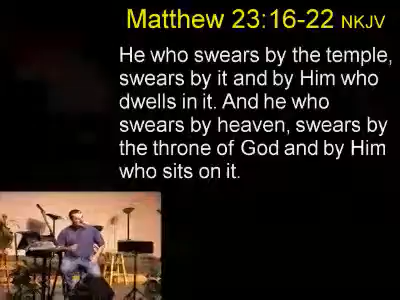 Matthew 23:16-22 NKJV
He who swears by the temple,
swears by it and by Him who
dwells in it. And he who
swears by heaven, swears by
the throne of God and by Him
who sits on it.